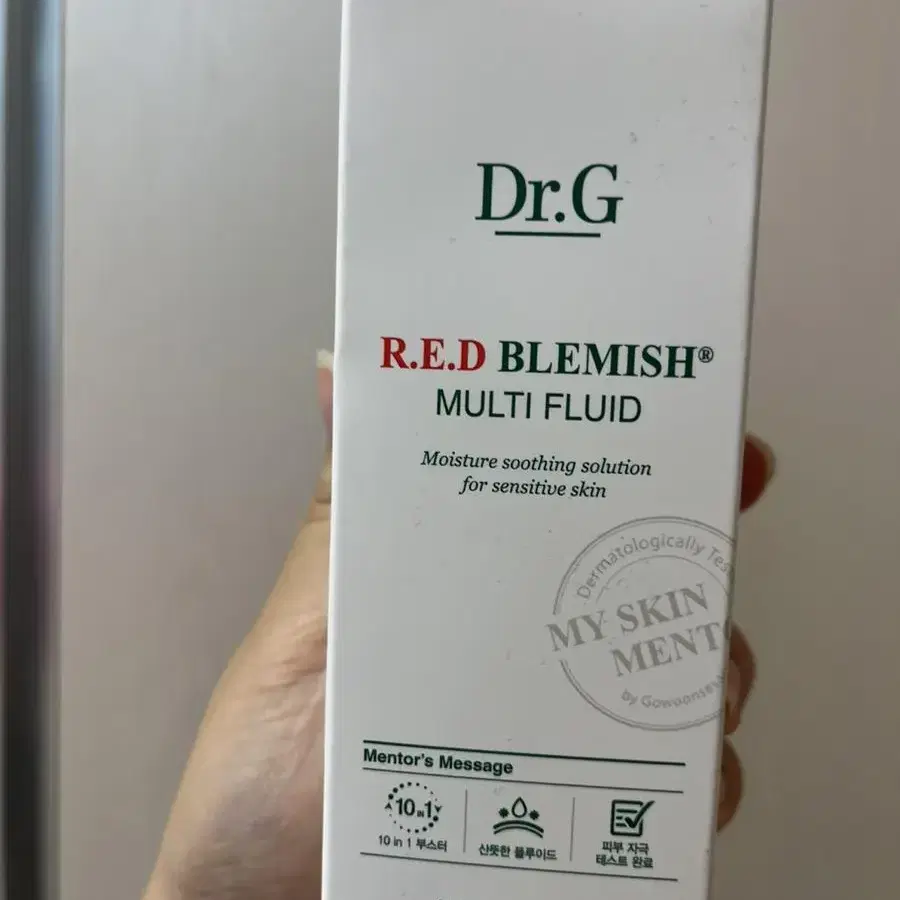 Dr.G
R.E.D BLEMISH®
MULTI FLUID
Moisture soothing solution
for sensitive skin
Dermatologically
MY SKIN
by
Mentor's Message
10 IN 1
10 in 1 부스터
산뜻한 플루이드
피부 자극
테스트 완료